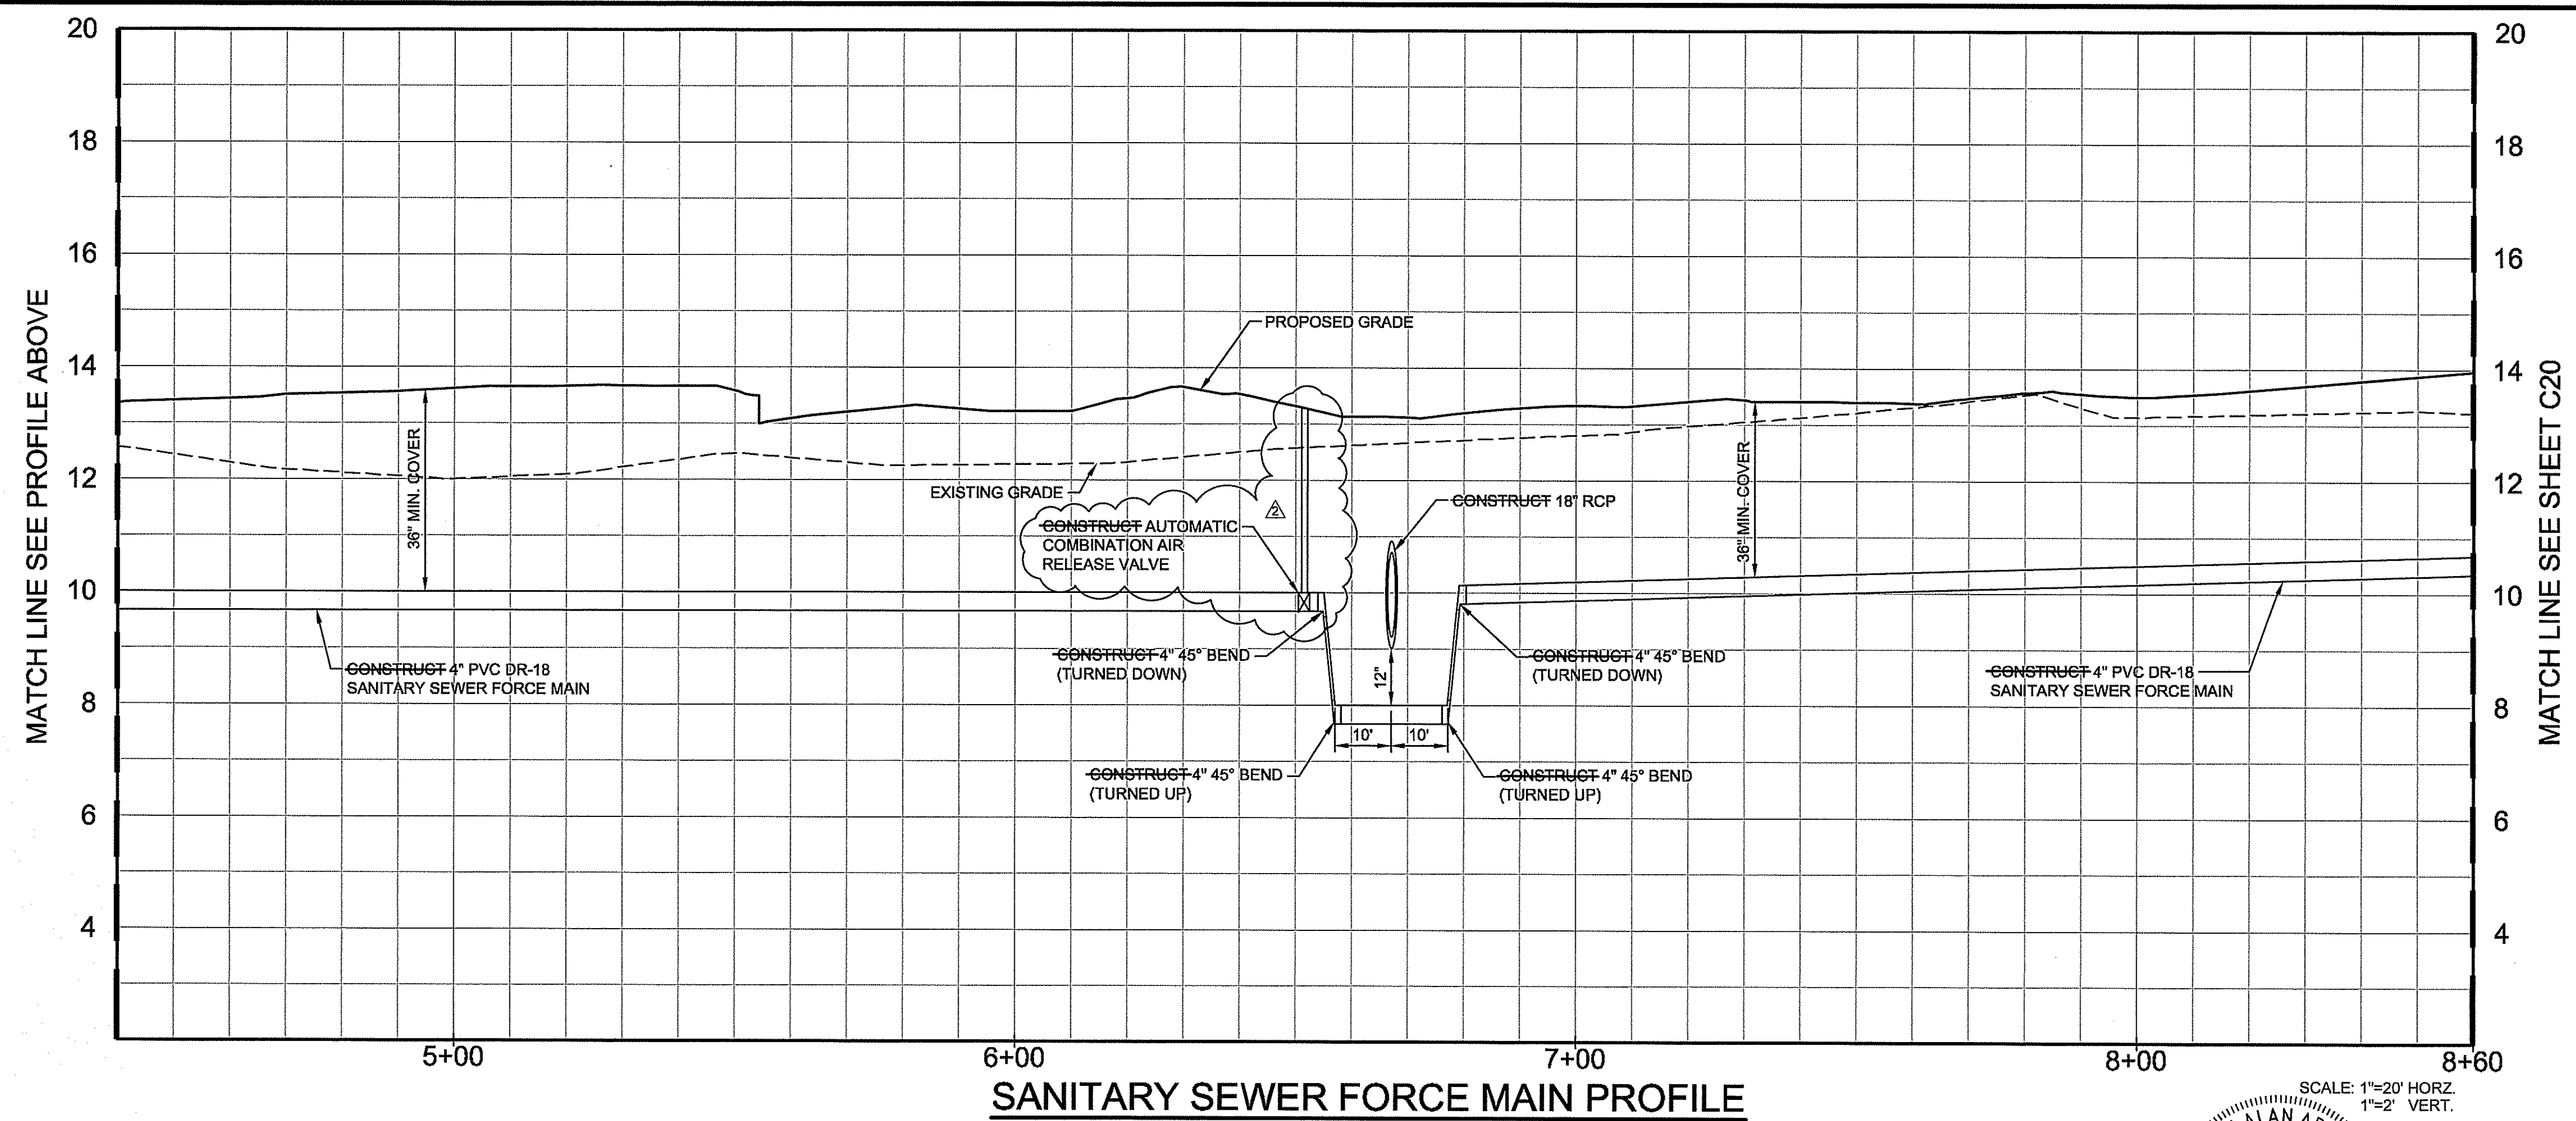 20
18
16
14
12
10
8
6
4
20
18
16
14
12
10
8
6
4
MATCH LINE SEE PROFILE ABOVE
MATCH LINE SEE SHEET C20
PROPOSED GRADE
36" MIN. COVER
EXISTING GRADE
2
CONSTRUCT AUTOMATIC
COMBINATION AIR
RELEASE VALVE
CONSTRUCT 18" RCP
36" MIN. COVER
CONSTRUCT 4" PVC DR-18
SANITARY SEWER FORCE MAIN
CONSTRUCT 4" 45° BEND
(TURNED DOWN)
12"
CONSTRUCT 4" 45° BEND
(TURNED DOWN)
CONSTRUCT 4" PVC DR-18
SANITARY SEWER FORCE MAIN
10'
10'
CONSTRUCT 4" 45° BEND
(TURNED UP)
CONSTRUCT 4" 45° BEND
(TURNED UP)
5+00
6+00
7+00
8+00
8+60
SANITARY SEWER FORCE MAIN PROFILE
SCALE: 1"=20' HORZ.
1"=2' VERT.